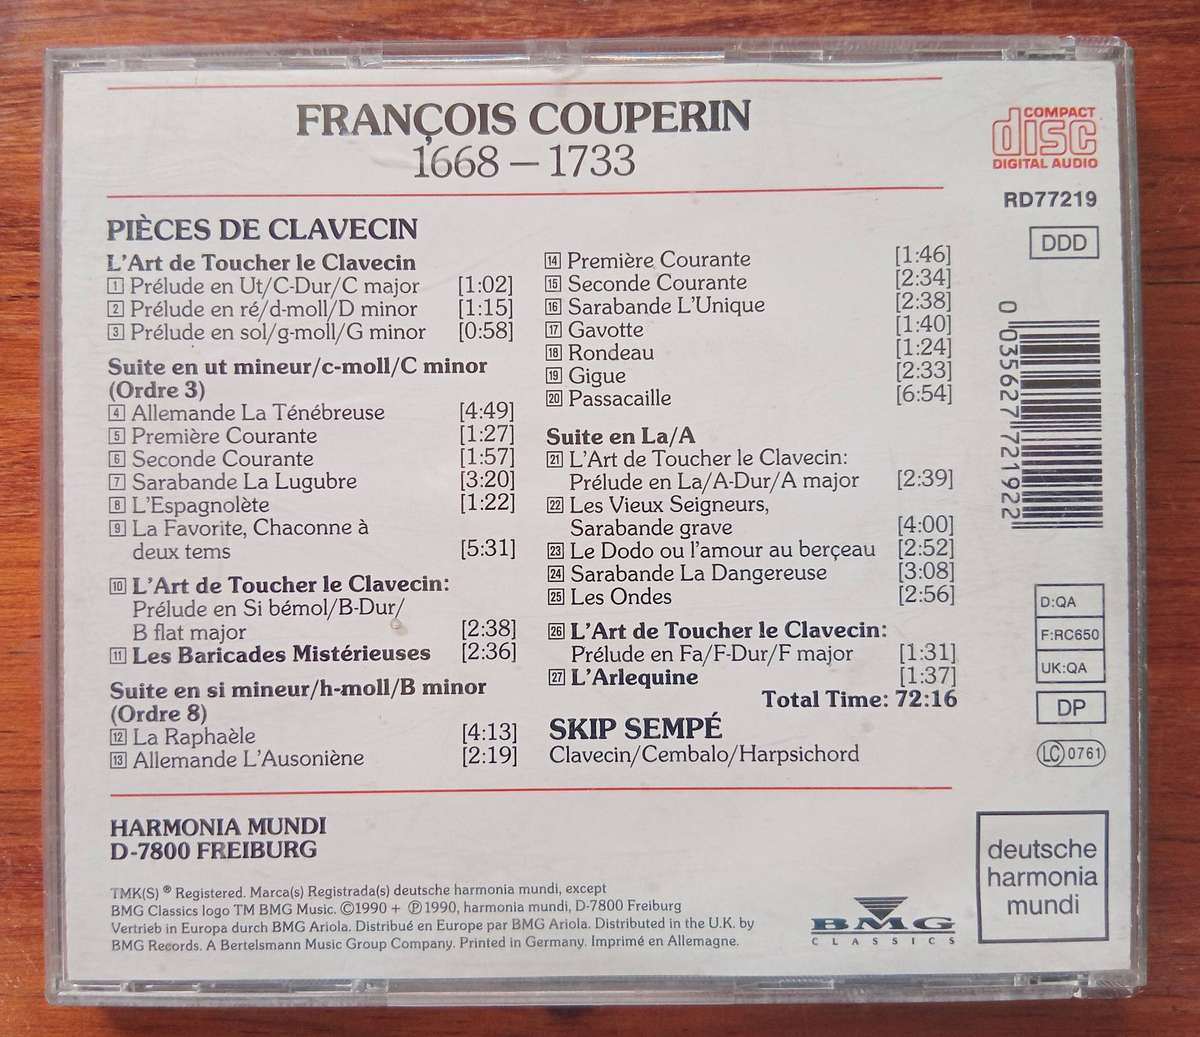 FRANÇOIS COUPERIN
1668 – 1733
PIÈCES DE CLAVECIN
L'Art de Toucher le Clavecin
1 Prélude en Ut/C-Dur/C major [1:02]
2 Prélude en ré/d-moll/D minor [1:15]
3 Prélude en sol/g-moll/G minor [0:58]
Suite en ut mineur/c-moll/C minor
(Ordre 3)
4 Allemande La Ténébreuse [4:49]
5 Première Courante [1:27]
6 Seconde Courante [1:57]
7 Sarabande La Lugubre [3:20]
8 L'Espagnolète [1:22]
9 La Favorite, Chaconne à
deux tems [5:31]
10 L'Art de Toucher le Clavecin:
Prélude en Si bémol/B-Dur/
B flat major [2:38]
11 Les Baricades Mistérieuses [2:36]
Suite en si mineur/h-moll/B minor
(Ordre 8)
12 La Raphaèle [4:13]
13 Allemande L'Ausoniène [2:19]
14 Première Courante [1:46]
15 Seconde Courante [2:34]
16 Sarabande L'Unique [2:38]
17 Gavotte [1:40]
18 Rondeau [1:24]
19 Gigue [2:33]
20 Passacaille [6:54]
Suite en La/A
21 L'Art de Toucher le Clavecin:
Prélude en La/A-Dur/A major [2:39]
22 Les Vieux Seigneurs,
Sarabande grave [4:00]
23 Le Dodo ou l'amour au berçeau [2:52]
24 Sarabande La Dangereuse [3:08]
25 Les Ondes [2:56]
26 L'Art de Toucher le Clavecin:
Prélude en Fa/F-Dur/F major [1:31]
27 L'Arlequine [1:37]
Total Time: 72:16
SKIP SEMPÉ
Clavecin/Cembalo/Harpsichord
COMPACT
disc
DIGITAL AUDIO
RD77219
DDD
0 035627 721922
D:QA
F:RC650
UK:QA
DP
LC 0761
HARMONIA MUNDI
D-7800 FREIBURG
TMK(S) ® Registered. Marca(s) Registrada(s) deutsche harmonia mundi, except
BMG Classics logo TM BMG Music. ©1990 + ℗1990, harmonia mundi, D-7800 Freiburg
Vertrieb in Europa durch BMG Ariola. Distribué en Europe par BMG Ariola. Distributed in the U.K. by
BMG Records. A Bertelsmann Music Group Company. Printed in Germany. Imprimé en Allemagne.
BMG
CLASSICS
deutsche
harmonia
mundi